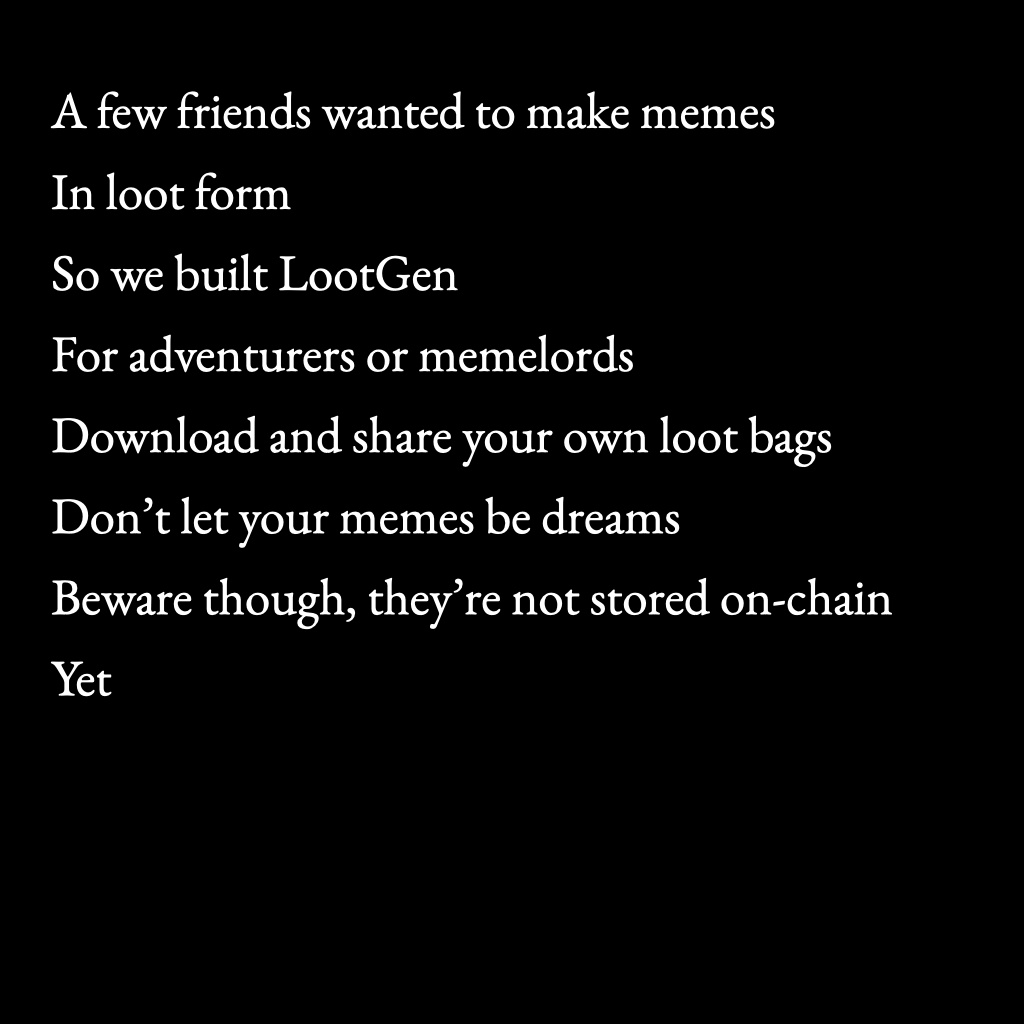 A few friends wanted to make memes
In loot form
So we built LootGen
For adventurers or memelords
Download and share your own loot bags
Don’t let your memes be dreams
Beware though, they’re not stored on-chain
Yet